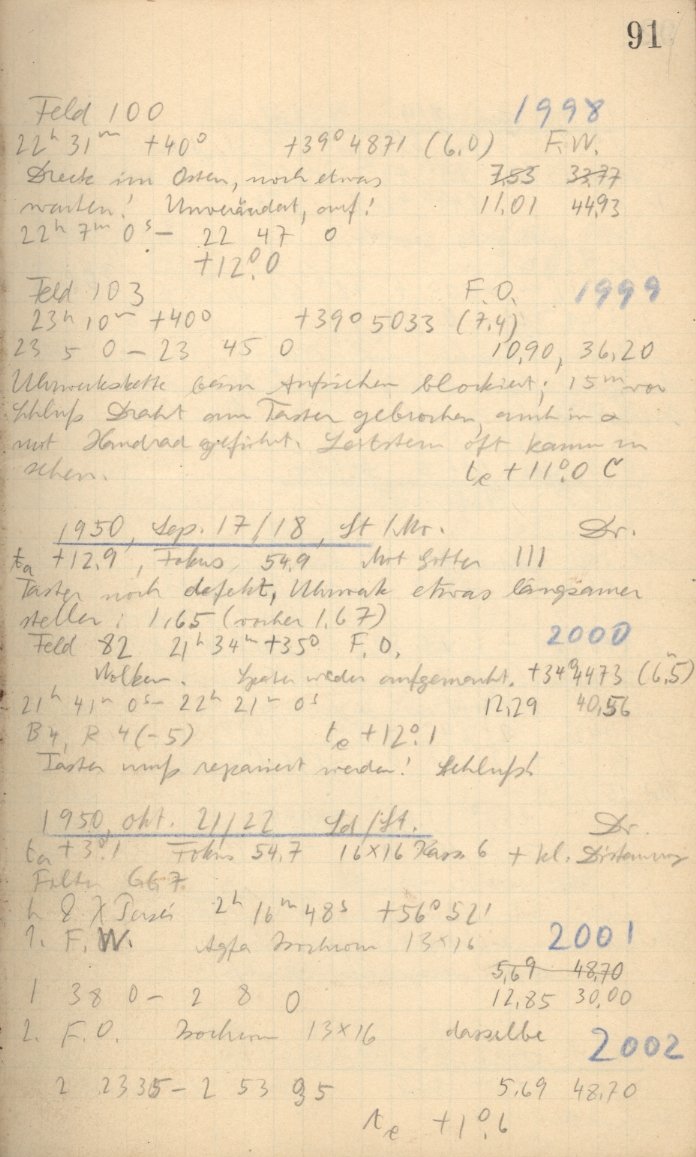 91
Feld 100 1998
22h 31m +40° +39° 4871 (6,0) F.W.
Dreck im Osten, noch etwas 7,55 33,77
warten! Unverändert, auf! 11,01 44,93
22h 7m 0s – 22 47 0
+12°,0
Feld 103 F.O. 1999
23h 10m +40° +39° 5033 (7,4)
23 5 0 – 23 45 0 10,90, 36,20
Uhrwerkskette beim Aufziehen blockiert; 15m vor
Schluß Draht am Taster gebrochen, auch in α
mit Handrad geführt. Leitstern oft kaum zu
sehen. te +11°,0 C
1950, Sep. 17/18, St/Mr. Dr.
ta +12,9°, Fokus 54,9 Mit Gitter III
Taster noch defekt, Uhrwerk etwas langsamer
steller: 1,65 (vorher 1,67)
Feld 82 21h 34m +35° F.O. 2000
Wolken. Später wieder aufgemacht. +34° 4473 (6,5)
21h 41m 0s – 22h 21m 0s 12,29 40,56
B4, R 4(-5) te +12°,1
Taster muß repariert werden! Schluß!
1950, Okt. 21/22 Sd/St. Dr.
ta +3°,1 Fokus 54,7 16×16 Kass. 6 + kl.
Filter GG7
h & χ Persei 2h 16m 48s +56° 52'
1. F.W. Agfa Isochrom 13×16 2001
5,69 48,70
1 38 0 – 2 8 0 12,85 30,00
2. F.O. Isochrom 13×16 dasselbe 2002
2 23 35 – 2 53 35 5,69 48,70
te +1°,6